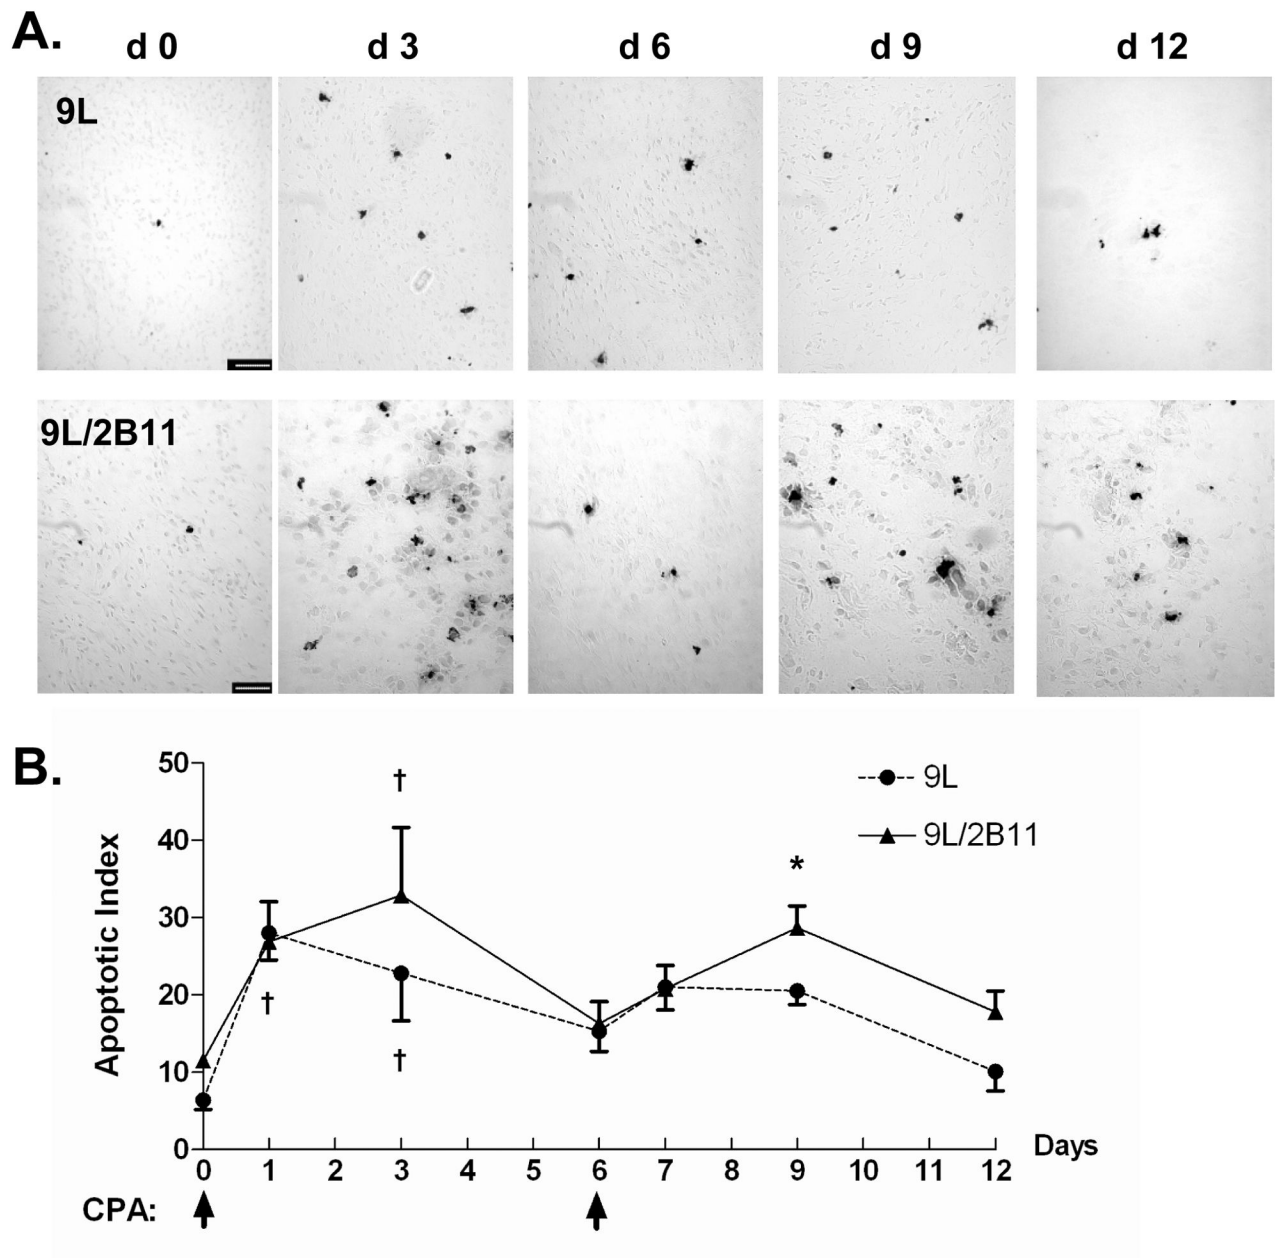 A.
d 0 d 3 d 6 d 9 d 12
9L
9L/2B11
B.
50
40
30
20
10
0
Apoptotic Index
†
†
†
*
9L
9L/2B11
0 1 2 3 4 5 6 7 8 9 10 11 12
Days
CPA: